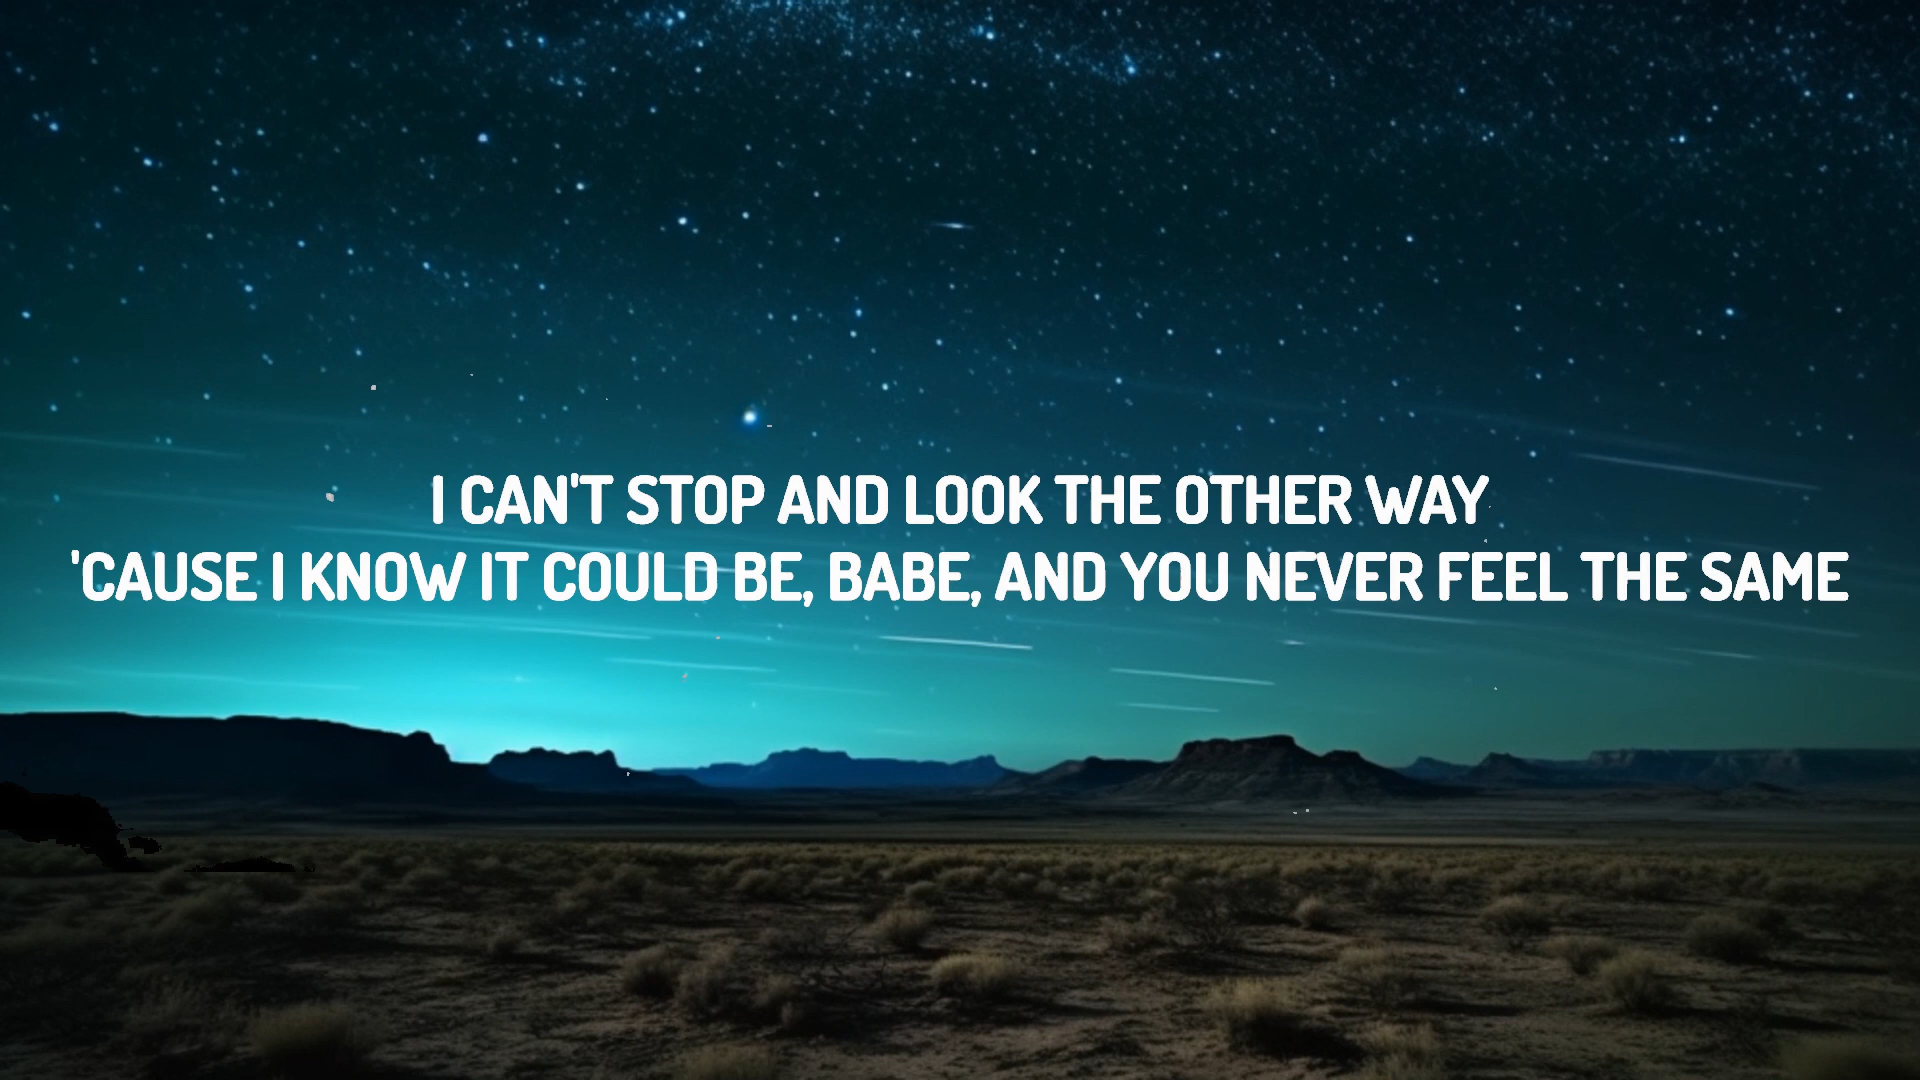 I CAN'T STOP AND LOOK THE OTHER WAY
'CAUSE I KNOW IT COULD BE, BABE, AND YOU NEVER FEEL THE SAME